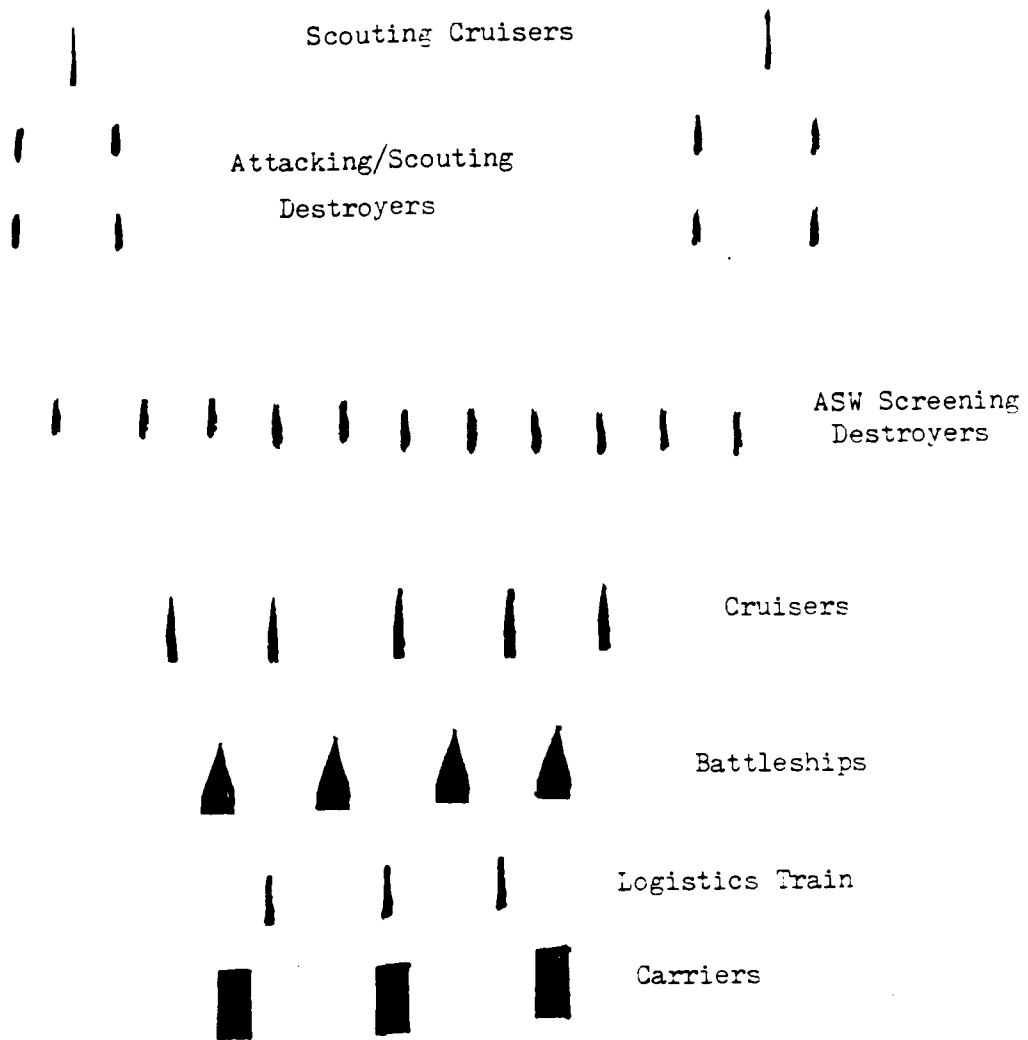 Scouting Cruisers
Attacking/Scouting
Destroyers
ASW Screening
Destroyers
Cruisers
Battleships
Logistics Train
Carriers